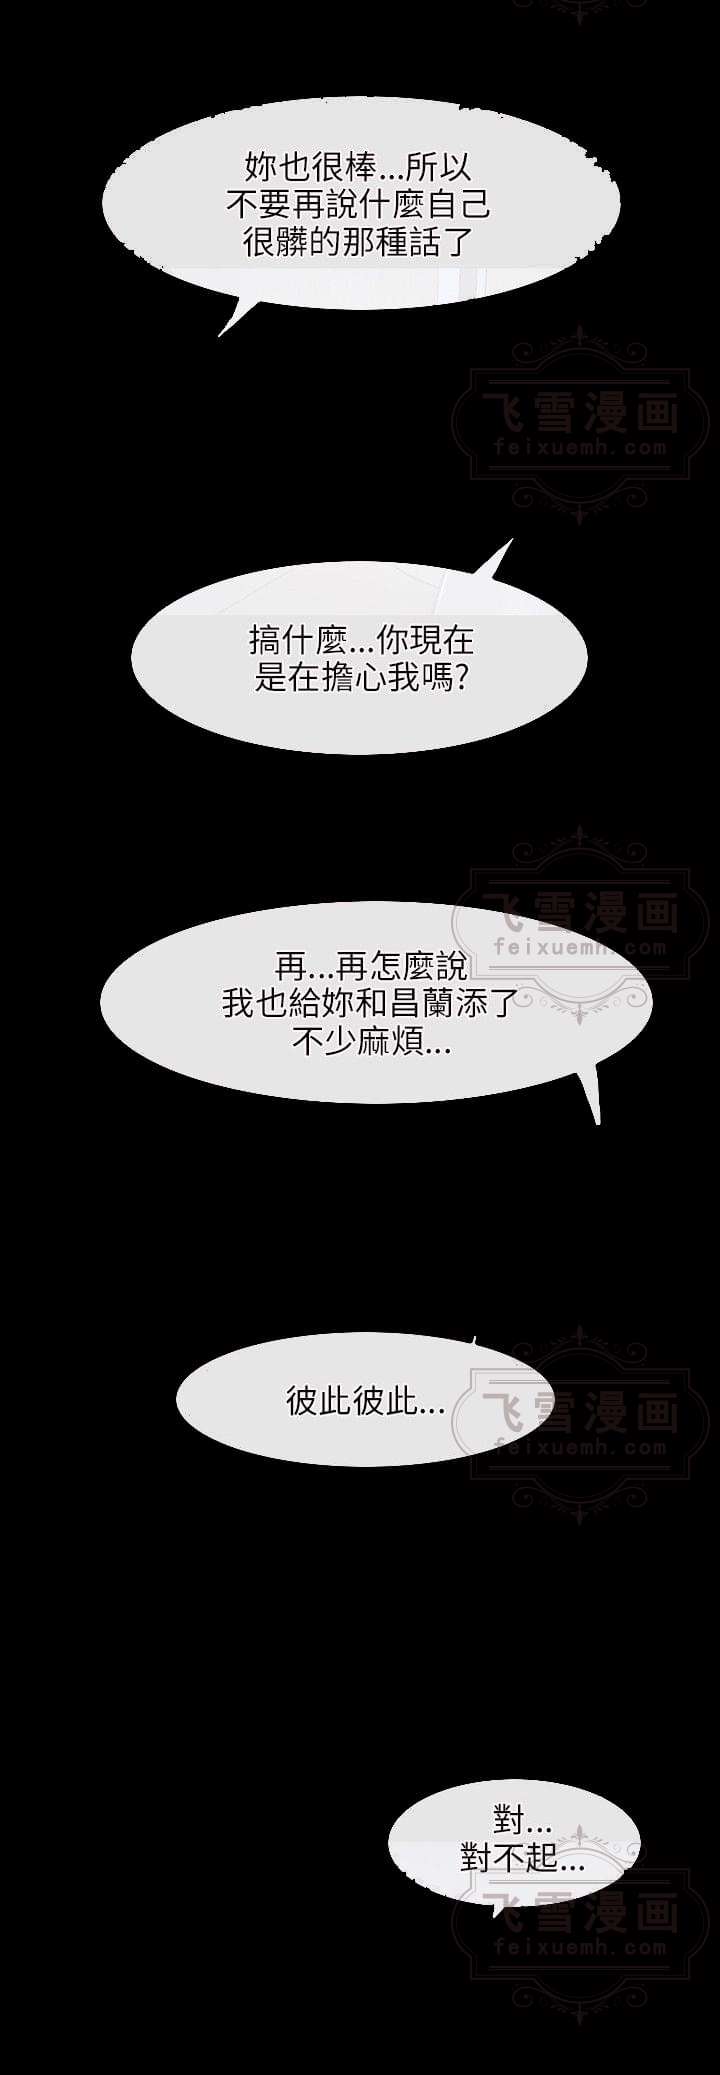 妳也很棒...所以
不要再說什麼自己
很髒的那種話了
飞雪漫画
feixuemh.com
搞什麼...你現在
是在擔心我嗎?
飞雪漫画
feixuemh.com
再...再怎麼說
我也給妳和昌蘭添了
不少麻煩...
彼此彼此...
飞雪漫画
feixuemh.com
對...
對不起...
飞雪漫画
feixuemh.com